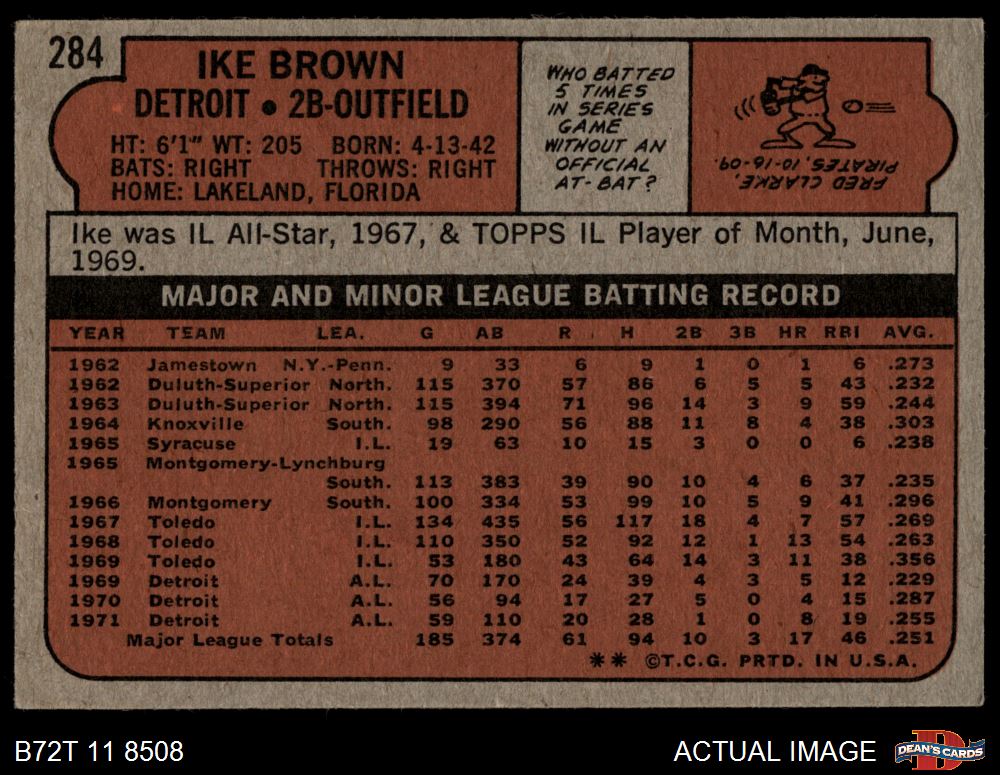 284
IKE BROWN
DETROIT • 2B-OUTFIELD
HT: 6'1" WT: 205 BORN: 4-13-42
BATS: RIGHT THROWS: RIGHT
HOME: LAKELAND, FLORIDA
WHO BATTED
5 TIMES
IN SERIES
GAME
WITHOUT AN
OFFICIAL
AT-BAT?
FRED CLARKE,
PIRATES, 10-16-09.
Ike was IL All-Star, 1967, & TOPPS IL Player of Month, June,
1969.
MAJOR AND MINOR LEAGUE BATTING RECORD
YEAR TEAM LEA. G AB R H 2B 3B HR RBI AVG.
1962 Jamestown N.Y.-Penn. 9 33 6 9 1 0 1 6 .273
1962 Duluth-Superior North. 115 370 57 86 6 5 5 43 .232
1963 Duluth-Superior North. 115 394 71 96 14 3 9 59 .244
1964 Knoxville South. 98 290 56 88 11 8 4 38 .303
1965 Syracuse I.L. 19 63 10 15 3 0 0 6 .238
1965 Montgomery-Lynchburg
South. 113 383 39 90 10 4 6 37 .235
1966 Montgomery South. 100 334 53 99 10 5 9 41 .296
1967 Toledo I.L. 134 435 56 117 18 4 7 57 .269
1968 Toledo I.L. 110 350 52 92 12 1 13 54 .263
1969 Toledo I.L. 53 180 43 64 14 3 11 38 .356
1969 Detroit A.L. 70 170 24 39 4 3 5 12 .229
1970 Detroit A.L. 56 94 17 27 5 0 4 15 .287
1971 Detroit A.L. 59 110 20 28 1 0 8 19 .255
Major League Totals 185 374 61 94 10 3 17 46 .251
** ©T.C.G. PRTD. IN U.S.A.
B72T 11 8508
ACTUAL IMAGE
D
DEAN'S CARDS